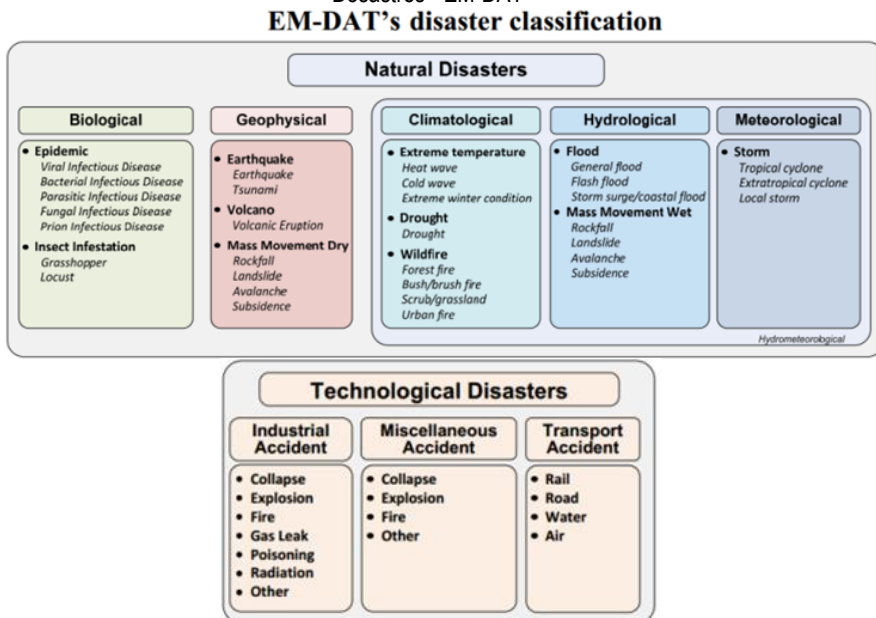 Desastres - EM-DAT
EM-DAT's disaster classification
Natural Disasters
Biological
• Epidemic
Viral Infectious Disease
Bacterial Infectious Disease
Parasitic Infectious Disease
Fungal Infectious Disease
Prion Infectious Disease
• Insect Infestation
Grasshopper
Locust
Geophysical
• Earthquake
Earthquake
Tsunami
• Volcano
Volcanic Eruption
• Mass Movement Dry
Rockfall
Landslide
Avalanche
Subsidence
Climatological
• Extreme temperature
Heat wave
Cold wave
Extreme winter condition
• Drought
Drought
• Wildfire
Forest fire
Bush/brush fire
Scrub/grassland
Urban fire
Hydrological
• Flood
General flood
Flash flood
Storm surge/coastal flood
• Mass Movement Wet
Rockfall
Landslide
Avalanche
Subsidence
Meteorological
• Storm
Tropical cyclone
Extratropical cyclone
Local storm
Hydrometeorological
Technological Disasters
Industrial
Accident
• Collapse
• Explosion
• Fire
• Gas Leak
• Poisoning
• Radiation
• Other
Miscellaneous
Accident
• Collapse
• Explosion
• Fire
• Other
Transport
Accident
• Rail
• Road
• Water
• Air